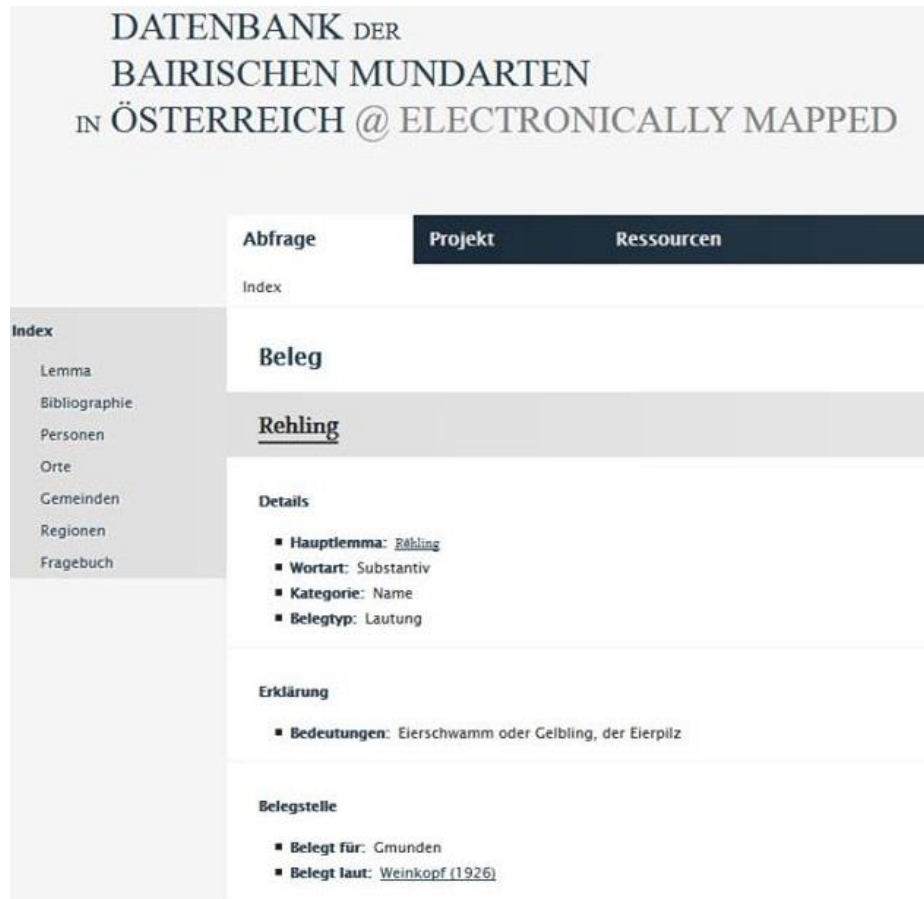 DATENBANK DER
BAIRISCHEN MUNDARTEN
IN ÖSTERREICH @ ELECTRONICALLY MAPPED
Abfrage Projekt Ressourcen
Index
Index
Lemma
Bibliographie
Personen
Orte
Gemeinden
Regionen
Fragebuch
Beleg
Rehling
Details
▪ Hauptlemma: Rëhling
▪ Wortart: Substantiv
▪ Kategorie: Name
▪ Belegtyp: Lautung
Erklärung
▪ Bedeutungen: Eierschwamm oder Gelbling, der Eierpilz
Belegstelle
▪ Belegt für: Gmunden
▪ Belegt laut: Weinkopf (1926)